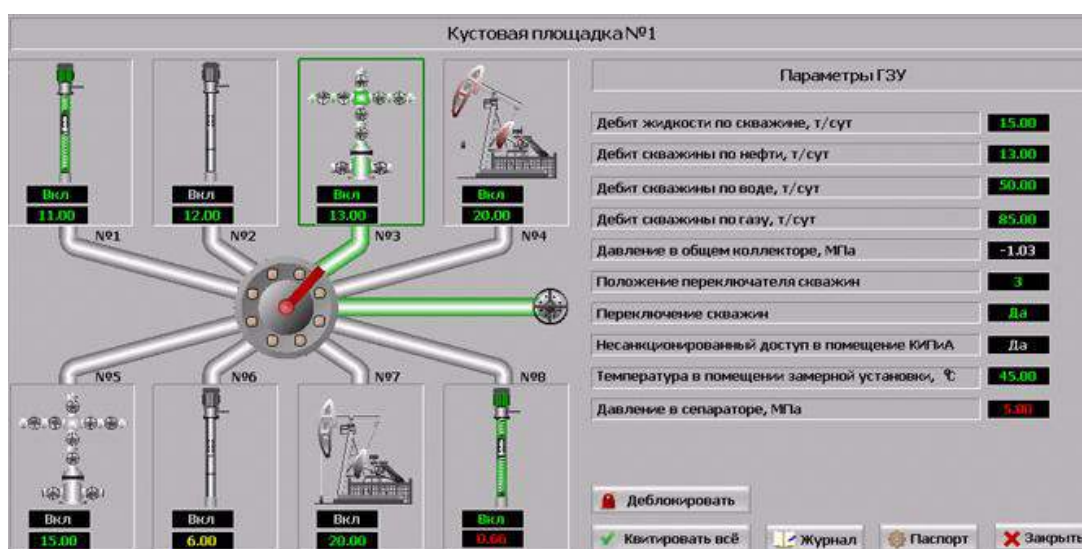 Кустовая площадка №1
Вкл
11.00
№1
Вкл
12.00
№2
Вкл
13.00
№3
Вкл
20.00
№4
№5
Вкл
15.00
№6
Вкл
6.00
№7
Вкл
20.00
№8
Вкл
0.66
Параметры ГЗУ
Дебит жидкости по скважине, т/сут 15.00
Дебит скважины по нефти, т/сут 13.00
Дебит скважины по воде, т/сут 50.00
Дебит скважины по газу, т/сут 85.00
Давление в общем коллекторе, МПа -1.03
Положение переключателя скважин 3
Переключение скважин Да
Несанкционированный доступ в помещение КИПиА Да
Температура в помещении замерной установки, °C 45.00
Давление в сепараторе, МПа 5.00
Деблокировать
Квитировать всё Журнал Паспорт Закрыть